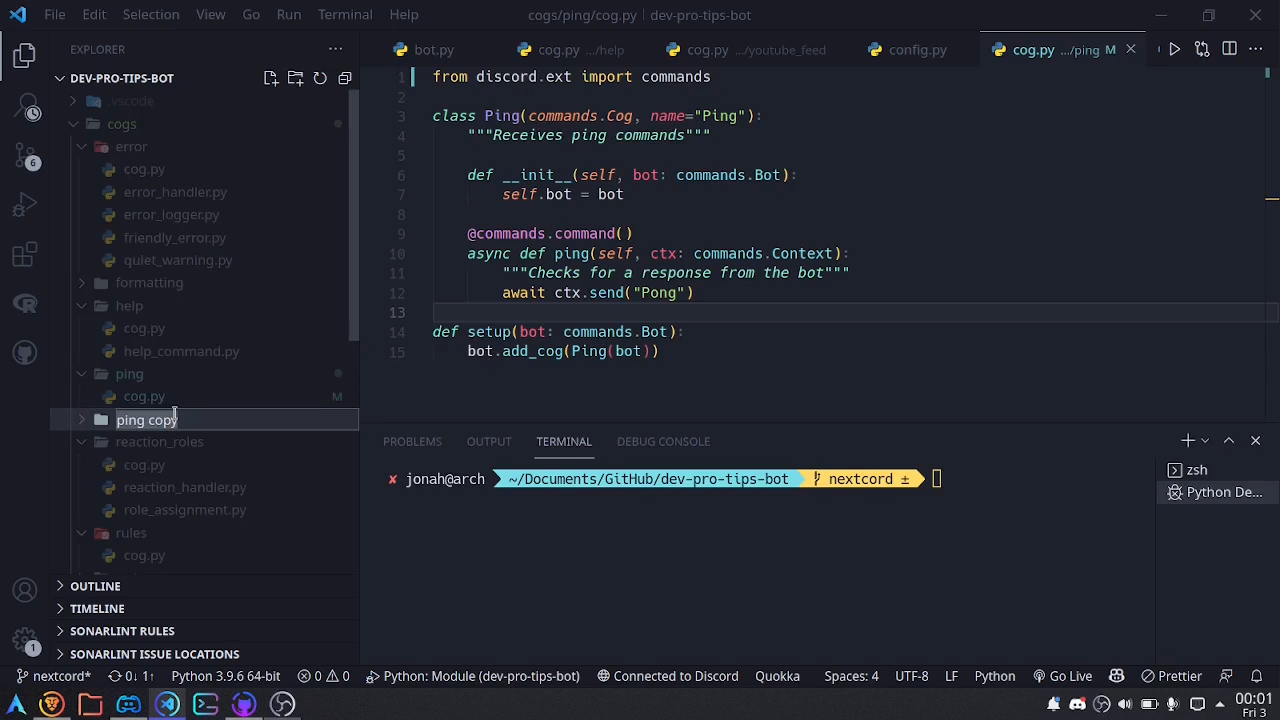 File Edit Selection View Go Run Terminal Help
cogs/ping/cog.py | dev-pro-tips-bot
EXPLORER
DEV-PRO-TIPS-BOT
.vscode
cogs
error
cog.py
error_handler.py
error_logger.py
friendly_error.py
quiet_warning.py
formatting
help
cog.py
help_command.py
ping
cog.py M
ping copy
reaction_roles
cog.py
reaction_handler.py
role_assignment.py
rules
cog.py
OUTLINE
TIMELINE
SONARLINT RULES
SONARLINT ISSUE LOCATIONS
6
1
bot.py cog.py .../help cog.py .../youtube_feed config.py cog.py .../ping M
1 from discord.ext import commands
2
3 class Ping(commands.Cog, name="Ping"):
4 """Receives ping commands"""
5
6 def __init__(self, bot: commands.Bot):
7 self.bot = bot
8
9 @commands.command()
10 async def ping(self, ctx: commands.Context):
11 """Checks for a response from the bot"""
12 await ctx.send("Pong")
13
14 def setup(bot: commands.Bot):
15 bot.add_cog(Ping(bot))
PROBLEMS OUTPUT TERMINAL DEBUG CONSOLE
✘ jonah@arch ~/Documents/GitHub/dev-pro-tips-bot nextcord ±
zsh
Python De...
nextcord* 0↓ 1↑ Python 3.9.6 64-bit 0 0 Python: Module (dev-pro-tips-bot) Connected to Discord Quokka Spaces: 4 UTF-8 LF Python Go Live Prettier
00:01
Fri 3